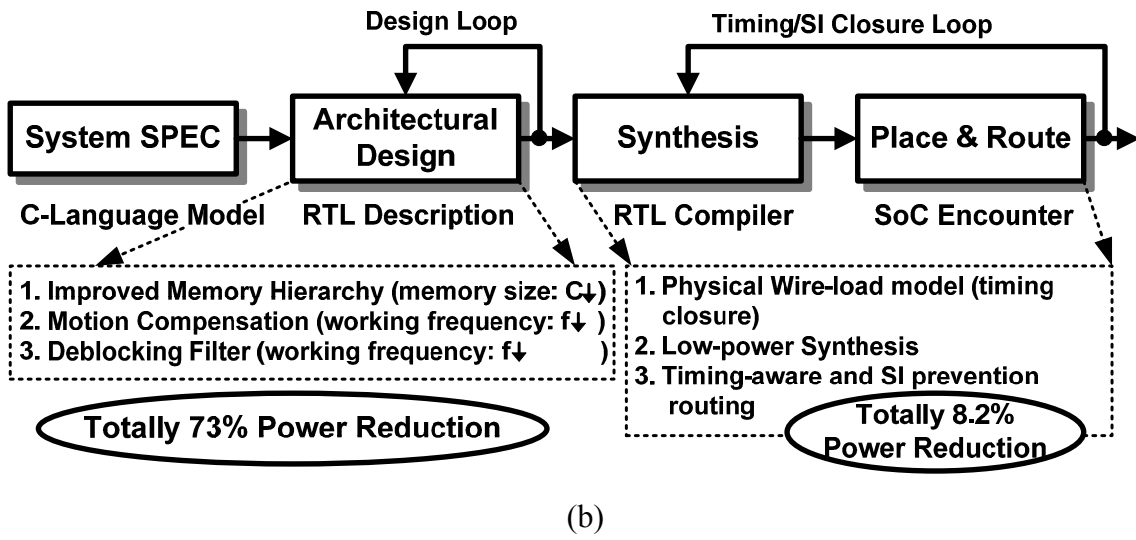 Design Loop
Timing/SI Closure Loop
System SPEC
Architectural
Design
Synthesis
Place & Route
C-Language Model
RTL Description
RTL Compiler
SoC Encounter
1. Improved Memory Hierarchy (memory size: C↓)
2. Motion Compensation (working frequency: f↓ )
3. Deblocking Filter (working frequency: f↓ )
Totally 73% Power Reduction
1. Physical Wire-load model (timing
closure)
2. Low-power Synthesis
3. Timing-aware and SI prevention
routing
Totally 8.2%
Power Reduction
(b)